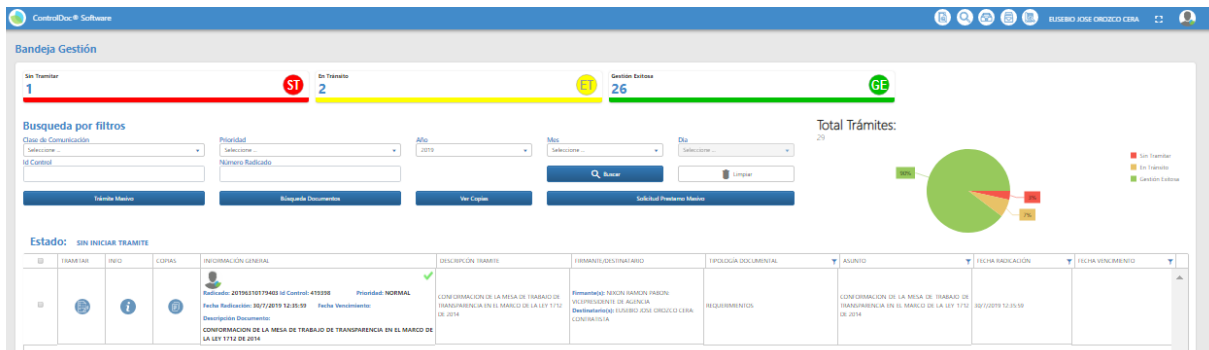 ControlDoc® Software
EUSEBIO JOSE OROZCO CERA
Bandeja Gestión
Sin Tramitar
1
ST
En Tránsito
2
ET
Gestión Exitosa
26
GE
Busqueda por filtros
Clase de Comunicación
Prioridad
Año
Mes
Dia
Seleccione ...
Seleccione ...
2019
Seleccione ...
Seleccione ...
Id Control
Número Radicado
Buscar
Limpiar
Trámite Masivo
Búsqueda Documentos
Ver Copias
Solicitud Prestamo Masivo
Total Trámites:
29
90%
3%
7%
Sin Tramitar
En Tránsito
Gestión Exitosa
Estado: SIN INICIAR TRAMITE
TRAMITAR
INFO
COPIAS
INFORMACIÓN GENERAL
DESCRIPCÓN TRAMITE
FIRMANTE/DESTINATARIO
TIPOLOGÍA DOCUMENTAL
ASUNTO
FECHA RADICACIÓN
FECHA VENCIMIENTO
Radicado: 20196310179403 Id Control: 419398 Prioridad: NORMAL
Fecha Radicación: 30/7/2019 12:35:59 Fecha Vencimiento:
Descripción Documento:
CONFORMACION DE LA MESA DE TRABAJO DE TRANSPARENCIA EN EL MARCO DE
LA LEY 1712 DE 2014
CONFORMACION DE LA MESA DE TRABAJO DE
TRANSPARENCIA EN EL MARCO DE LA LEY 1712
DE 2014
Firmante(s): NIXON RAMON PABON
VICEPRESIDENTE DE AGENCIA
Destinatario(s): EUSEBIO JOSE OROZCO CERA
CONTRATISTA
REQUERIMIENTOS
CONFORMACION DE LA MESA DE TRABAJO DE
TRANSPARENCIA EN EL MARCO DE LA LEY 1712
DE 2014
30/7/2019 12:35:59